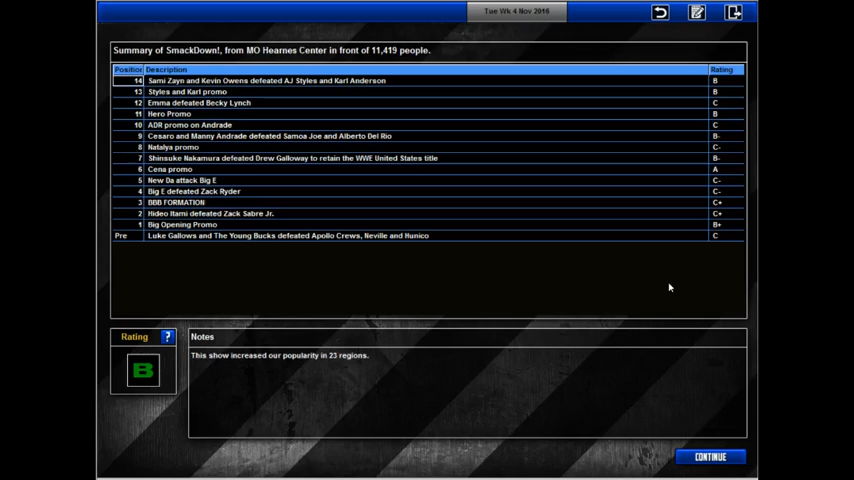 Tue Wk 4 Nov 2016
Summary of SmackDown!, from MO Hearnes Center in front of 11,419 people.
Position Description Rating
14 Sami Zayn and Kevin Owens defeated AJ Styles and Karl Anderson B
13 Styles and Karl promo B
12 Emma defeated Becky Lynch C
11 Hero Promo B
10 ADR promo on Andrade C
9 Cesaro and Manny Andrade defeated Samoa Joe and Alberto Del Rio B-
8 Natalya promo C-
7 Shinsuke Nakamura defeated Drew Galloway to retain the WWE United States title B-
6 Cena promo A
5 New Da attack Big E C-
4 Big E defeated Zack Ryder C-
3 BBB FORMATION C+
2 Hideo Itami defeated Zack Sabre Jr. C+
1 Big Opening Promo B+
Pre Luke Gallows and The Young Bucks defeated Apollo Crews, Neville and Hunico C
Rating ?
B
Notes
This show increased our popularity in 23 regions.
CONTINUE